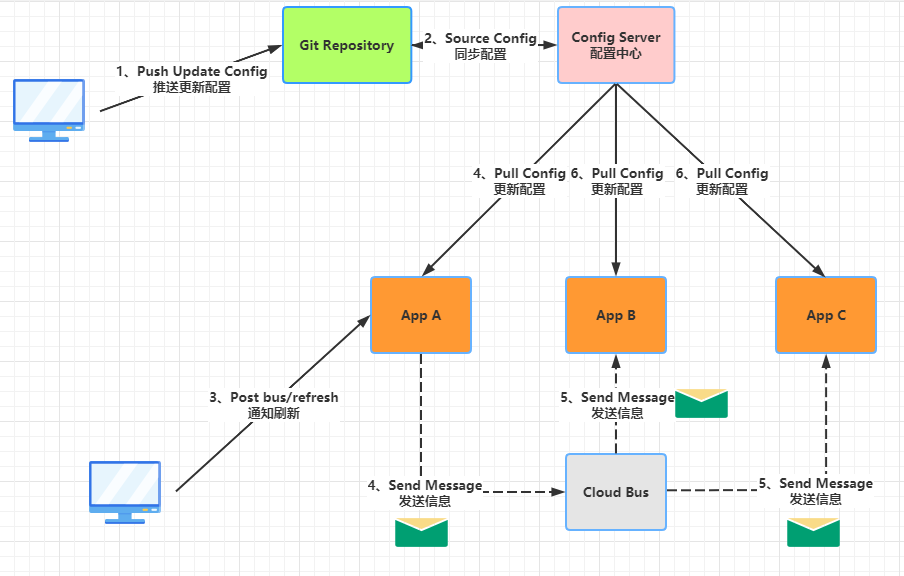 Git Repository
2、Source Config
同步配置
Config Server
配置中心
1、Push Update Config
推送更新配置
4、Pull Config
更新配置
6、Pull Config
更新配置
6、Pull Config
更新配置
App A
App B
App C
3、Post bus/refresh
通知刷新
5、Send Message
发送信息
4、Send Message
发送信息
Cloud Bus
5、Send Message
发送信息